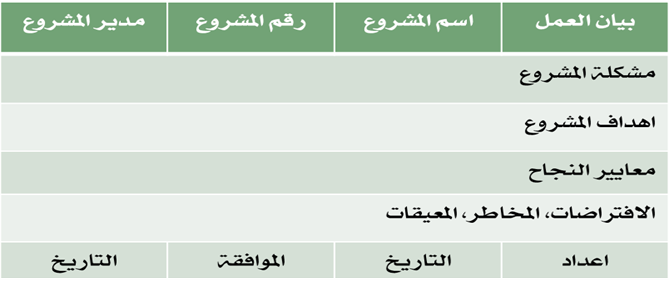 بيان العمل اسم المشروع رقم المشروع مدير المشروع
مشكلة المشروع
اهداف المشروع
معايير النجاح
الافتراضات، المخاطر، المعيقات
اعداد التاريخ الموافقة التاريخ